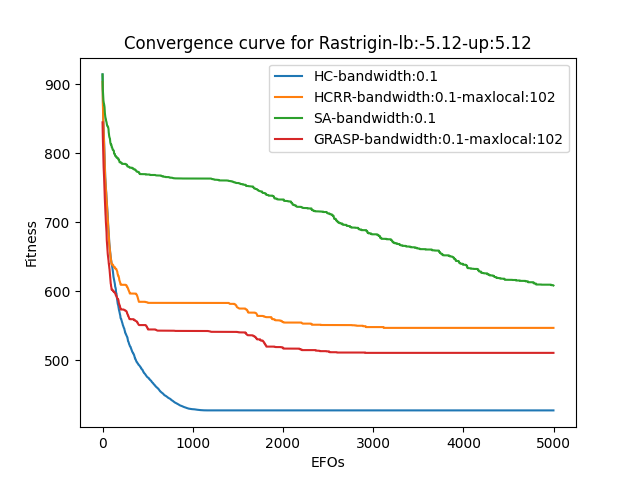 Convergence curve for Rastrigin-lb:-5.12-up:5.12
HC-bandwidth:0.1
HCRR-bandwidth:0.1-maxlocal:102
SA-bandwidth:0.1
GRASP-bandwidth:0.1-maxlocal:102
900
800
700
600
500
Fitness
0 1000 2000 3000 4000 5000
EFOs